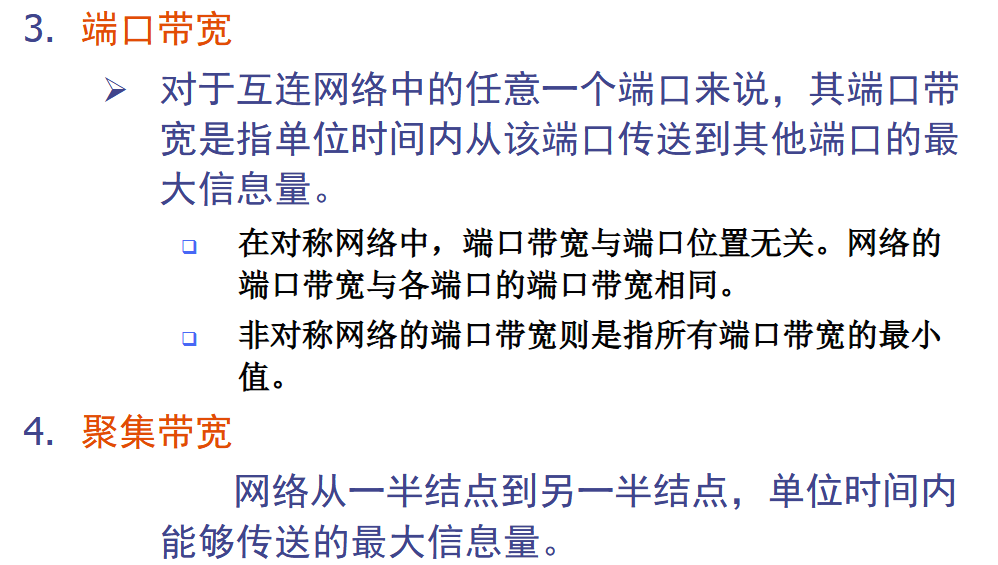 3. 端口带宽
➢ 对于互连网络中的任意一个端口来说，其端口带
宽是指单位时间内从该端口传送到其他端口的最
大信息量。
❑ 在对称网络中，端口带宽与端口位置无关。网络的
端口带宽与各端口的端口带宽相同。
❑ 非对称网络的端口带宽则是指所有端口带宽的最小
值。
4. 聚集带宽
网络从一半结点到另一半结点，单位时间内
能够传送的最大信息量。